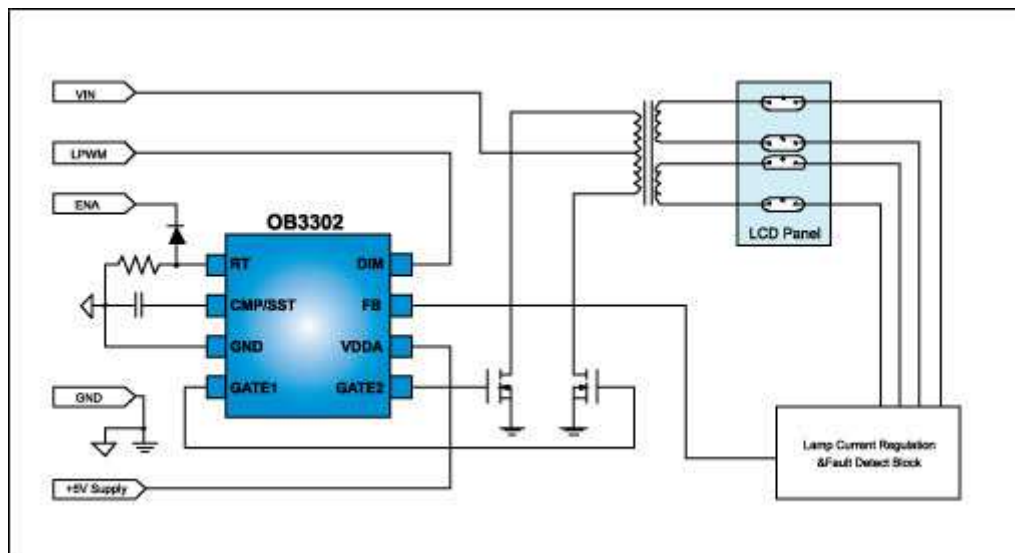 VIN
LPWM
ENA
OB3302
LCD Panel
RT
DIM
CMP/SST
FB
GND
VDDA
GATE1
GATE2
GND
Lamp Current Regulation
&Fault Detect Block
+5V Supply